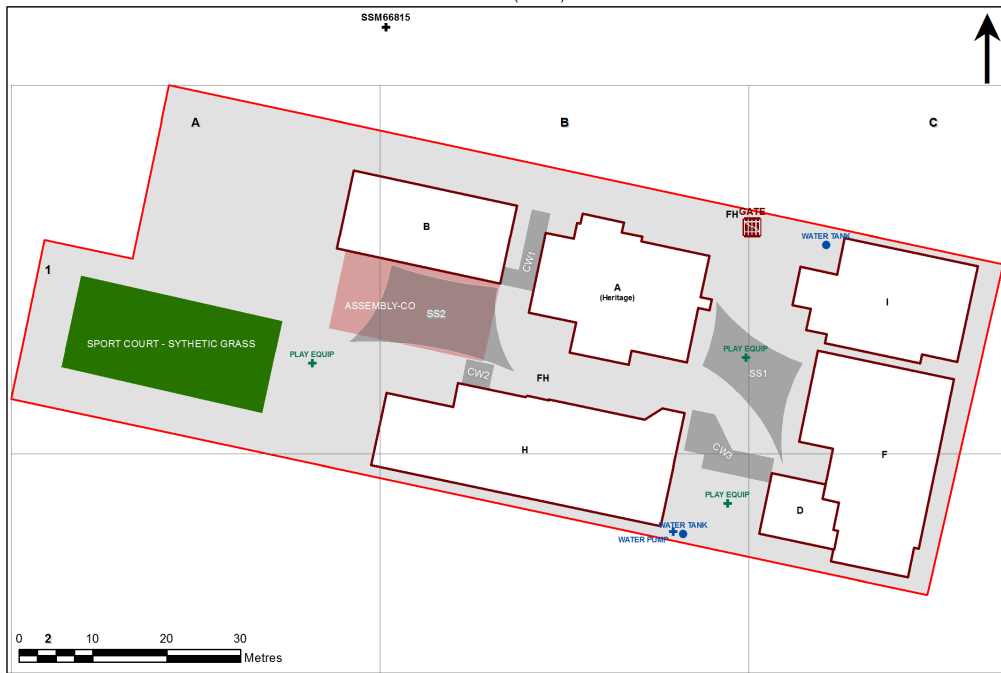 SSM66815
A
B
C
FH
GATE
WATER TANK
B
CW1
1
A
(Heritage)
I
ASSEMBLY-CO
SS2
SPORT COURT - SYTHETIC GRASS
PLAY EQUIP
PLAY EQUIP
CW2
SS1
FH
H
CW3
F
PLAY EQUIP
D
WATER TANK
WATER PUMP
0 2 10 20 30
Metres